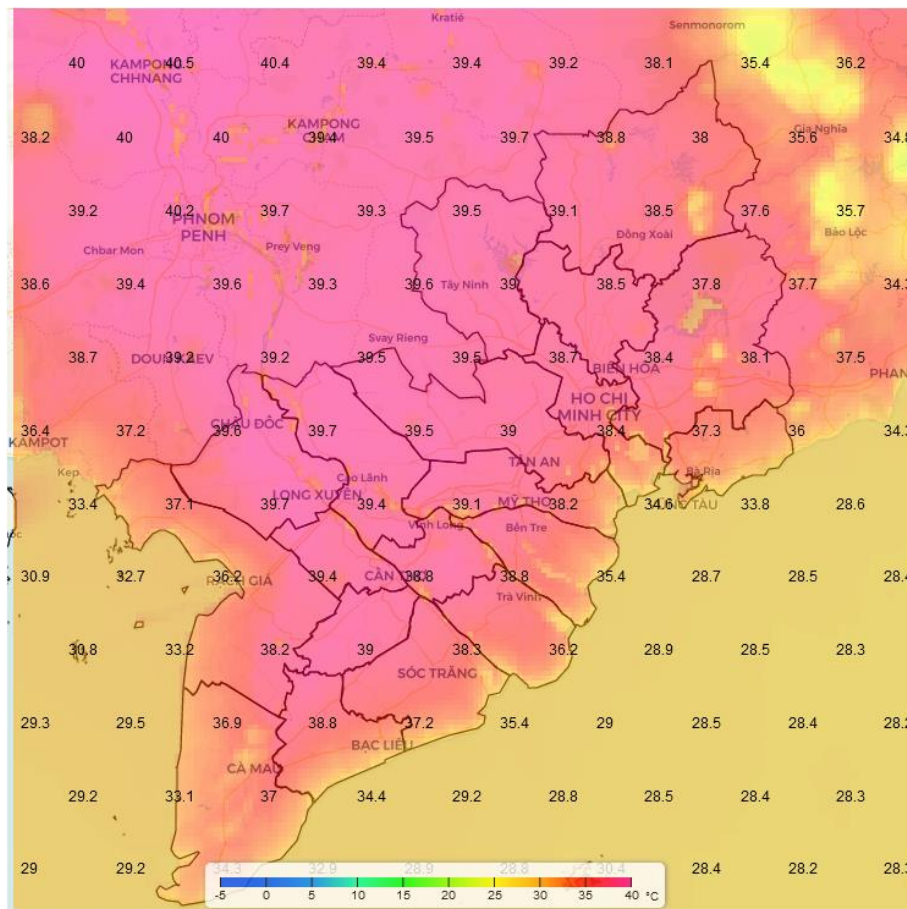 Kratié
Senmonorom
40 40.5 40.4 39.4 39.4 39.2 38.1 35.4 36.2
KAMPONG
CHHNANG
KAMPONG
CHAM
Gia Nghĩa
38.2 40 40 39.4 39.5 39.7 38.8 38 35.6 34.8
39.2 40.2 39.7 39.3 39.5 39.1 38.5 37.6 35.7
PHNOM
PENH
Prey Veng
Đồng Xoài
Bảo Lộc
Chbar Mon
38.6 39.4 39.6 39.3 39.6 39 38.5 37.8 37.7
Tây Ninh
Svay Rieng
38.7 39.2 39.2 39.5 39.5 38.7 38.4 38.1 37.5
BIÊN HÒA
PHAN
HO CHI
MINH CITY
CHÂU ĐỐC
36.4 37.2 39.6 39.7 39.5 39 38.4 37.3 36
KAMPOT
TÂN AN
Kep
Cao Lãnh
Bà Rịa
LONG XUYÊN
MỸ THO
33.4 37.1 39.7 39.4 39.1 38.2 34.6 33.8 28.6
TÀU
Vĩnh Long
Bến Tre
30.9 32.7 36.2 39.4 38.8 38.8 35.4 28.7 28.5 28.4
RẠCH GIÁ
CẦN
Trà Vinh
30.8 33.2 38.2 39 38.3 36.2 28.9 28.5 28.3
SÓC TRĂNG
29.3 29.5 36.9 38.8 37.2 35.4 29 28.5 28.4 28.2
BẠC LIÊU
CÀ MAU
29.2 33.1 37 34.4 29.2 28.8 28.5 28.4 28.3
29 29.2 34.3 32.9 28.9 28.8 30.4 28.4 28.2 28.3
-5 0 5 10 15 20 25 30 35 40 °C